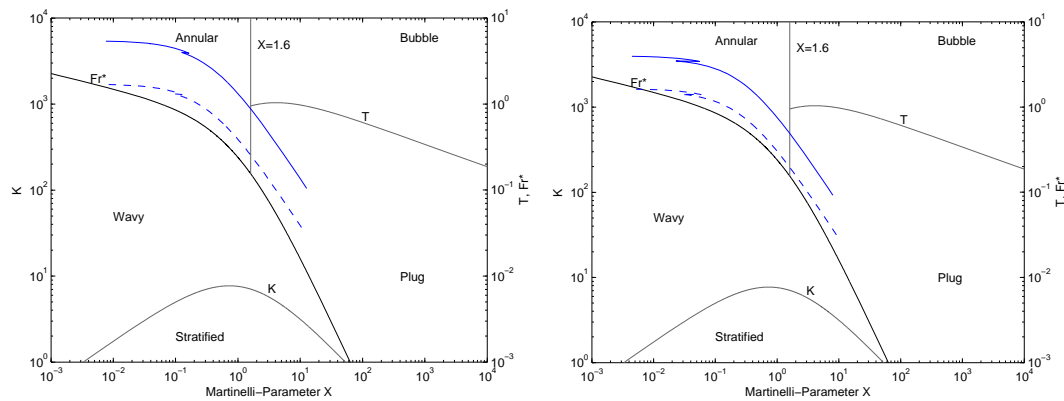 10^4
10^3
10^2
10^1
10^0
K
Annular
X=1.6
Bubble
Fr*
T
Wavy
Plug
K
Stratified
10^1
10^0
10^−1
10^−2
10^−3
T, Fr*
10^−3
10^−2
10^−1
10^0
10^1
10^2
10^3
10^4
Martinelli−Parameter X
10^4
10^3
10^2
10^1
10^0
K
Annular
X=1.6
Bubble
Fr*
T
Wavy
Plug
K
Stratified
10^1
10^0
10^−1
10^−2
10^−3
T, Fr*
10^−3
10^−2
10^−1
10^0
10^1
10^2
10^3
10^4
Martinelli−Parameter X